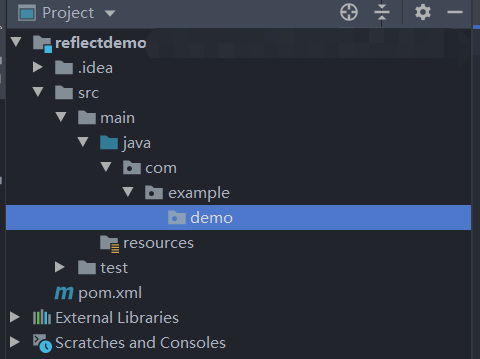 Project
reflectdemo
.idea
src
main
java
com
example
demo
resources
test
pom.xml
External Libraries
Scratches and Consoles